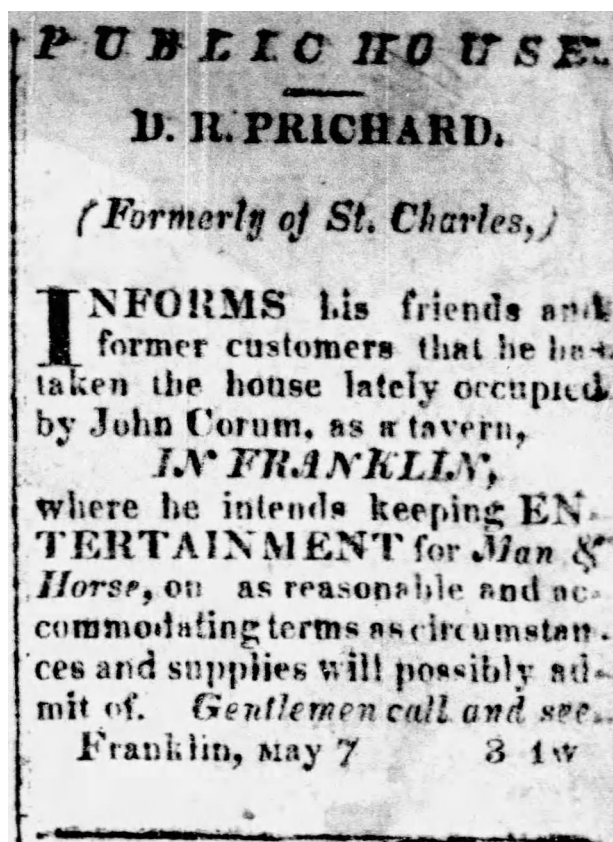 PUBLIC HOUSE.
D. R. PRICHARD.
(Formerly of St. Charles,)
INFORMS his friends and
former customers that he has
taken the house lately occupied
by John Corum, as a tavern,
IN FRANKLIN,
where he intends keeping EN-
TERTAINMENT for Man &
Horse, on as reasonable and ac-
commodating terms as circumstan-
ces and supplies will possibly ad-
mit of. Gentlemen call and see.
Franklin, May 7 3 4w